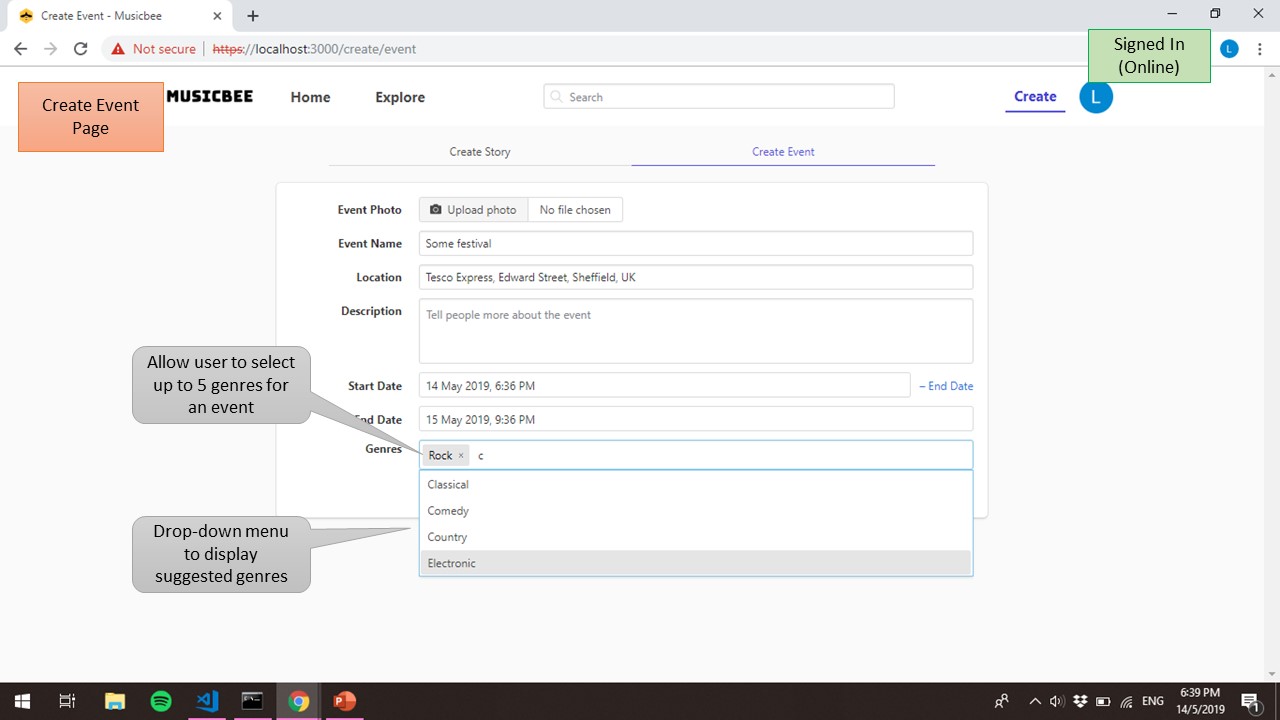 Create Event - Musicbee
Not secure
https://localhost:3000/create/event
L
Signed In
(Online)
Create Event
Page
MUSICBEE
Home
Explore
Search
Create
L
Create Story
Create Event
Event Photo
Upload photo
No file chosen
Event Name
Some festival
Location
Tesco Express, Edward Street, Sheffield, UK
Description
Tell people more about the event
Allow user to select
up to 5 genres for
an event
Start Date
14 May 2019, 6:36 PM
– End Date
End Date
15 May 2019, 9:36 PM
Genres
Rock ×
c
Classical
Comedy
Country
Electronic
Drop-down menu
to display
suggested genres
ENG
6:39 PM
14/5/2019
1